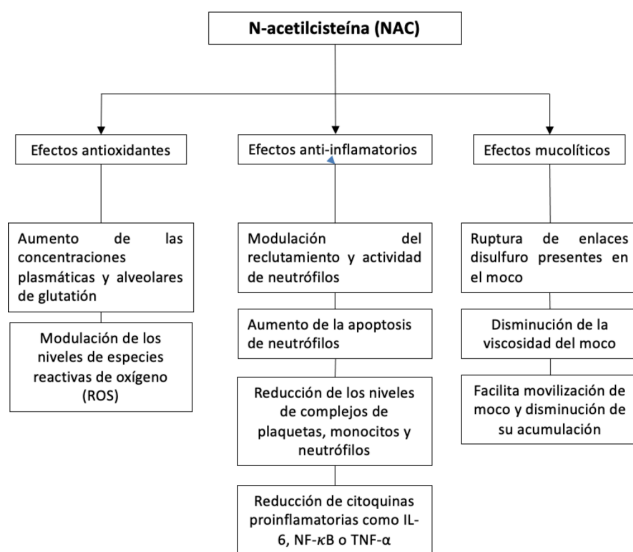 N-acetilcisteína (NAC)
Efectos antioxidantes
Efectos anti-inflamatorios
Efectos mucolíticos
Aumento de las
concentraciones
plasmáticas y alveolares
de glutatión
Modulación de los
niveles de especies
reactivas de oxígeno
(ROS)
Modulación del
reclutamiento y actividad
de neutrófilos
Aumento de la apoptosis
de neutrófilos
Reducción de los niveles
de complejos de
plaquetas, monocitos y
neutrófilos
Reducción de citoquinas
proinflamatorias como IL-
6, NF-κB o TNF-α
Ruptura de enlaces
disulfuro presentes en
el moco
Disminución de la
viscosidad del moco
Facilita movilización de
moco y disminución de
su acumulación